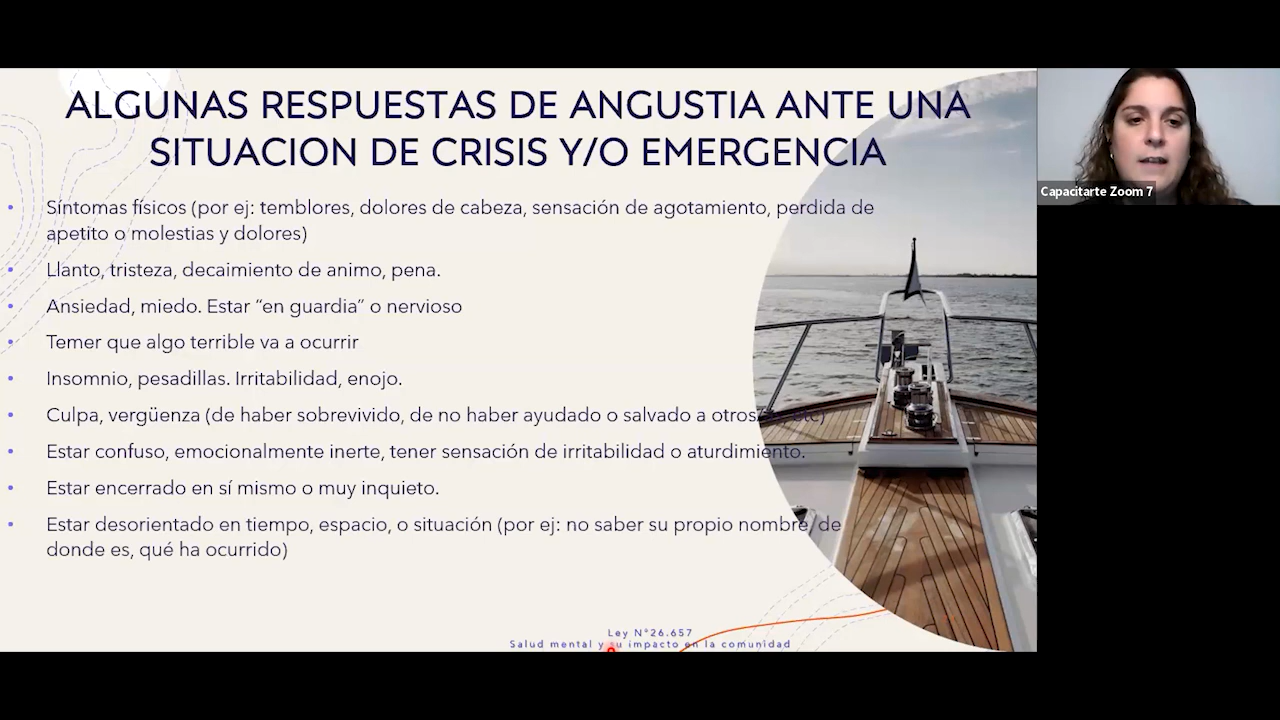 ALGUNAS RESPUESTAS DE ANGUSTIA ANTE UNA
SITUACION DE CRISIS Y/O EMERGENCIA
• Síntomas físicos (por ej: temblores, dolores de cabeza, sensación de agotamiento, perdida de
apetito o molestias y dolores)
• Llanto, tristeza, decaimiento de animo, pena.
• Ansiedad, miedo. Estar “en guardia” o nervioso
• Temer que algo terrible va a ocurrir
• Insomnio, pesadillas. Irritabilidad, enojo.
• Culpa, vergüenza (de haber sobrevivido, de no haber ayudado o salvado a otros/as, etc)
• Estar confuso, emocionalmente inerte, tener sensación de irritabilidad o aturdimiento.
• Estar encerrado en sí mismo o muy inquieto.
• Estar desorientado en tiempo, espacio, o situación (por ej: no saber su propio nombre, de
donde es, qué ha ocurrido)
Ley N°26.657
Salud mental y su impacto en la comunidad
Capacitarte Zoom 7